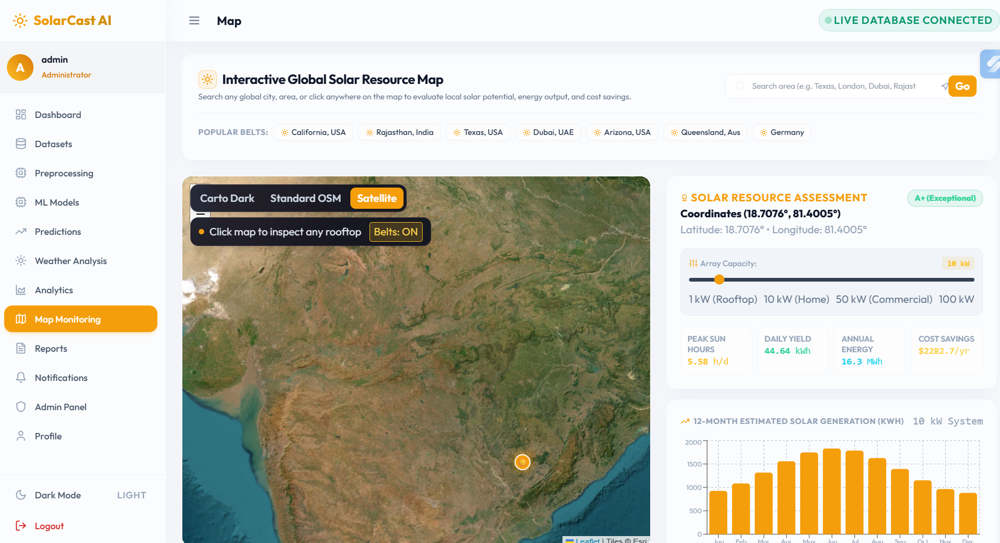 SolarCast AI
A
admin
Administrator
Dashboard
Datasets
Preprocessing
ML Models
Predictions
Weather Analysis
Analytics
Map Monitoring
Reports
Notifications
Admin Panel
Profile
Dark Mode LIGHT
Logout
Map
LIVE DATABASE CONNECTED
Interactive Global Solar Resource Map
Search any global city, area, or click anywhere on the map to evaluate local solar potential, energy output, and cost savings.
Search area (e.g. Texas, London, Dubai, Rajast
Go
POPULAR BELTS: California, USA Rajasthan, India Texas, USA Dubai, UAE Arizona, USA Queensland, Aus Germany
Carto Dark Standard OSM Satellite
Click map to inspect any rooftop Belts: ON
Leaflet | Tiles © Esri
SOLAR RESOURCE ASSESSMENT A+ (Exceptional)
Coordinates (18.7076°, 81.4005°)
Latitude: 18.7076° • Longitude: 81.4005°
Array Capacity: 10 kW
1 kW (Rooftop) 10 kW (Home) 50 kW (Commercial) 100 kW
PEAK SUN HOURS
5.58 h/d
DAILY YIELD
44.64 kWh
ANNUAL ENERGY
16.3 MWh
COST SAVINGS
$2282.7/yr
12-MONTH ESTIMATED SOLAR GENERATION (KWH) 10 kW System
2000
1500
1000
500
0
Jan Feb Mar Apr May Jun Jul Aug Sep Oct Nov Dec